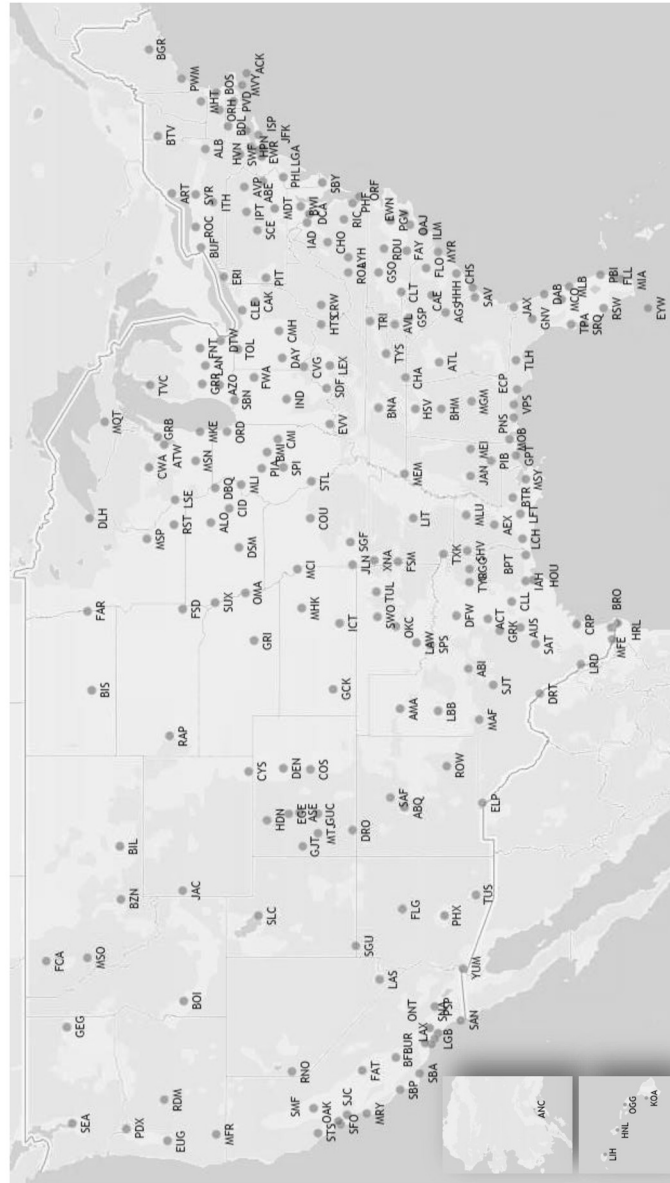 SEA
PDX
EUG
RDM
MFR
GEG
FCA
MSO
BZN
BIL
BOI
JAC
RNO
SMF
STS
OAK
SFO
SJC
MRY
FAT
SBP
SBA
BFL
BUR
LAX
LGB
ONT
SNA
PSP
SAN
YUM
LAS
SGU
SLC
FLG
PHX
TUS
HDN
EGE
ASE
GUC
MTJ
GJT
DRO
CYS
DEN
COS
SAF
ABQ
ROW
ELP
BIS
FAR
RAP
FSD
SUX
OMA
GRI
MHK
ICT
GCK
MCI
AMA
LBB
MAF
ABI
SJT
DRT
LRD
MFE
HRL
BRO
CRP
SAT
AUS
GRK
ACT
CLL
DFW
SPS
LAW
OKC
SWO
TUL
IAH
HOU
BPT
TYR
GGG
SHV
TXK
FSM
XNA
JLN
SGF
LIT
MLU
AEX
LCH
LFT
BTR
MSY
DLH
MSP
RST
LSE
ALO
CID
DBQ
DSM
MLI
COU
STL
PIA
BMI
SPI
CMI
CWA
ATW
GRB
MQT
MSN
MKE
ORD
TVC
GRR
LAN
FNT
DTW
AZO
SBN
TOL
FWA
IND
EVV
SDF
LEX
CVG
DAY
CMH
CLE
CAK
HTS
CRW
MEM
JAN
MEI
PIB
GPT
MOB
PNS
VPS
ECP
TLH
BNA
HSV
BHM
MGM
CHA
ATL
TYS
TRI
AVL
GSP
CLT
CAE
AGS
HHH
SAV
CHS
MYR
FLO
ILM
FAY
OAJ
RDU
GSO
PGV
EWN
ROA
LYH
CHO
RIC
PHF
ORF
IAD
DCA
BWI
SBY
ERI
PIT
BUF
ROC
SYR
ART
ITH
IPT
SCE
AVP
ABE
MDT
PHL
LGA
EWR
JFK
HPN
ISP
SWF
HVN
BDL
ALB
BTV
PVD
ORH
BOS
MHT
MVY
ACK
PWM
BGR
JAX
GNV
DAB
MCO
MLB
TPA
SRQ
RSW
PBI
FLL
MIA
EYW
ANC
LIH
HNL
OGG
KOA